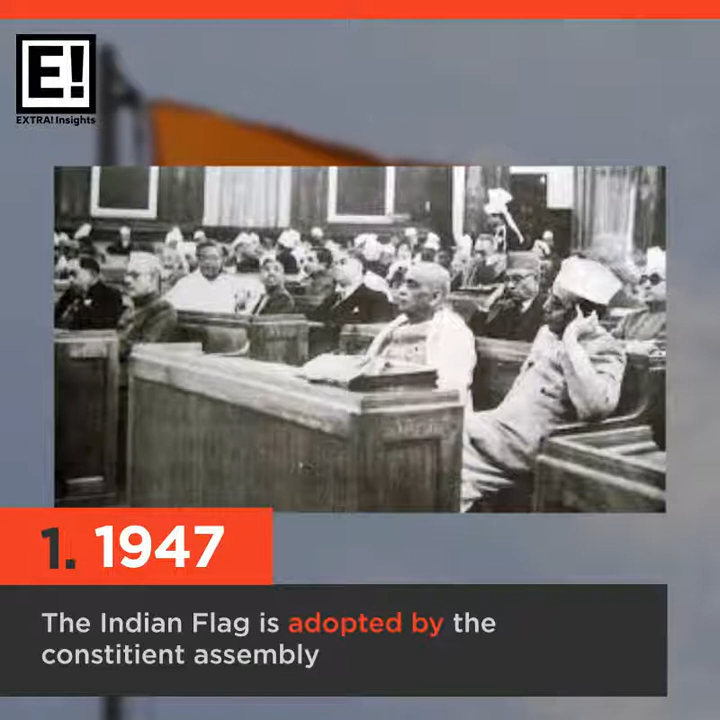 E!
EXTRA! Insights
1. 1947
The Indian Flag is adopted by the
constitient assembly